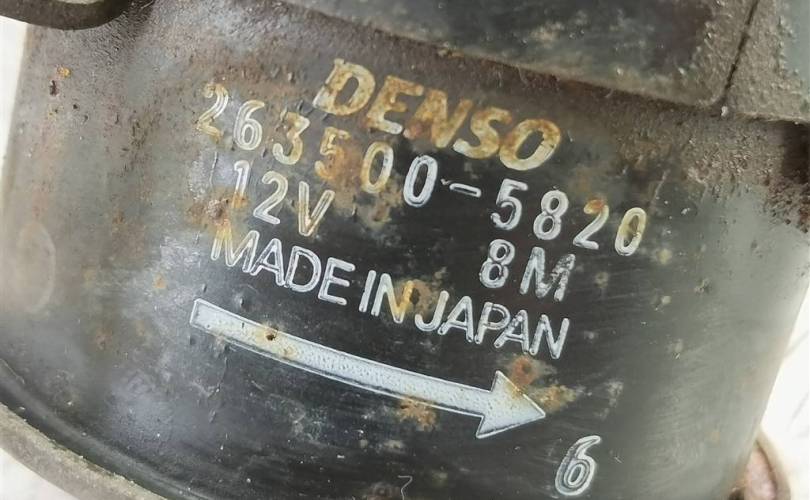 DENSO
263500-5820
12V 8M
MADE IN JAPAN
6